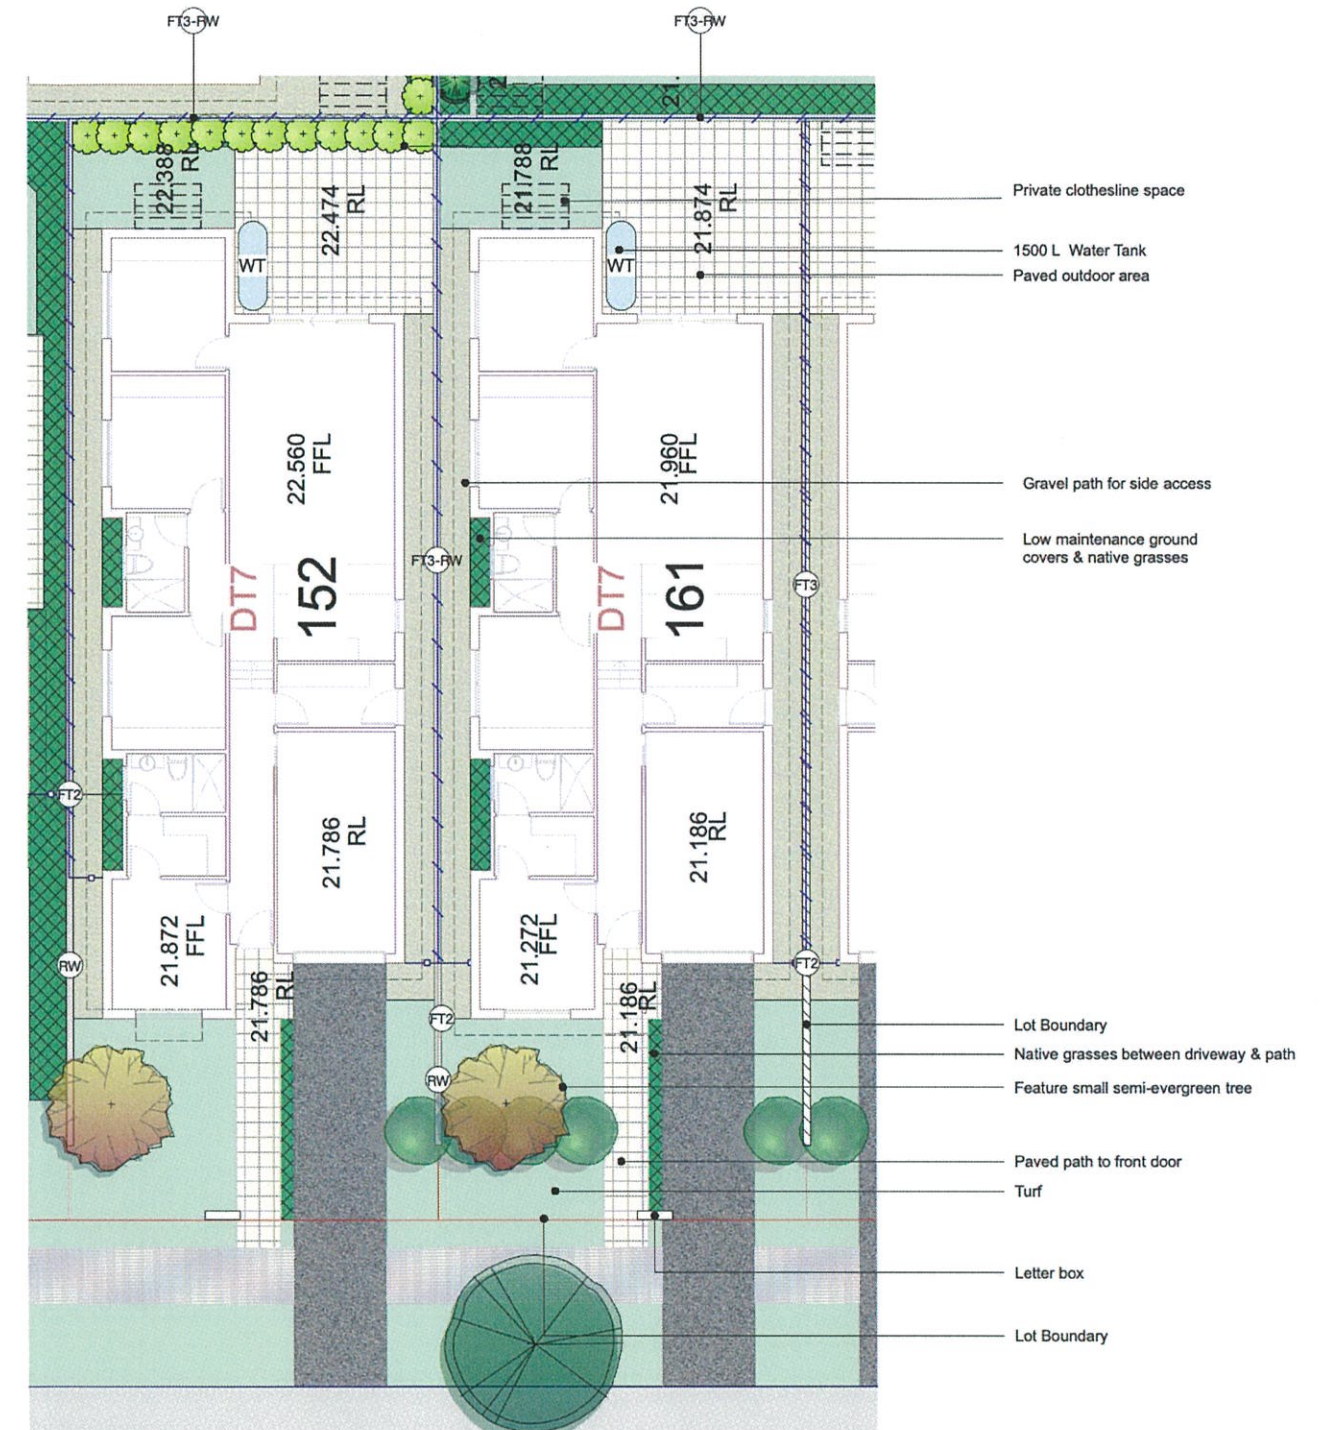 FT3-RW
FT3-RW
21.
2
22.388
RL
22.474
RL
21.788
RL
21.874
RL
Private clothesline space
WT
WT
1500 L Water Tank
Paved outdoor area
22.560
FFL
21.960
FFL
Gravel path for side access
FT3-RW
Low maintenance ground
covers & native grasses
DT7
152
DT7
161
FT3
FT2
21.786
RL
21.186
RL
21.872
FFL
21.272
FFL
RW
FT2
21.786
RL
21.186
RL
FT2
Lot Boundary
Native grasses between driveway & path
RW
Feature small semi-evergreen tree
Paved path to front door
Turf
Letter box
Lot Boundary